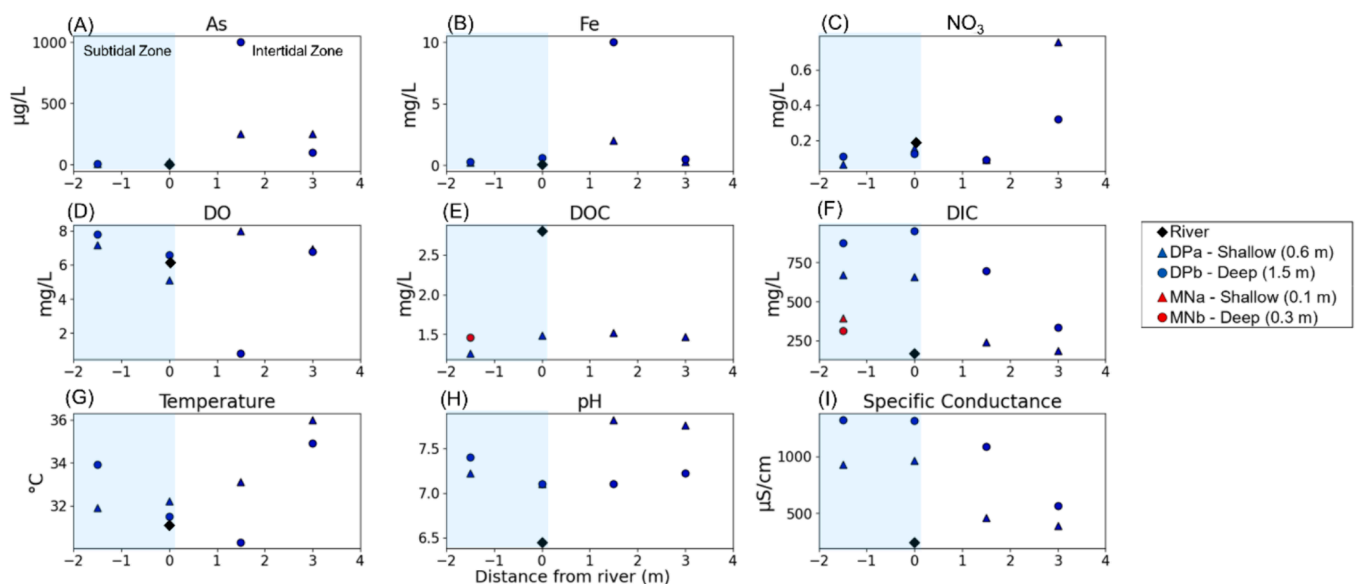 (A) As
Subtidal Zone Intertidal Zone
µg/L
1000
500
0
−2 −1 0 1 2 3 4
(B) Fe
mg/L
10
5
0
−2 −1 0 1 2 3 4
(C) NO3
mg/L
0.6
0.4
0.2
−2 −1 0 1 2 3 4
(D) DO
mg/L
8
6
4
2
−2 −1 0 1 2 3 4
(E) DOC
mg/L
2.5
2.0
1.5
−2 −1 0 1 2 3 4
(F) DIC
mg/L
750
500
250
−2 −1 0 1 2 3 4
River
DPa - Shallow (0.6 m)
DPb - Deep (1.5 m)
MNa - Shallow (0.1 m)
MNb - Deep (0.3 m)
(G) Temperature
°C
36
34
32
−2 −1 0 1 2 3 4
(H) pH
7.5
7.0
6.5
−2 −1 0 1 2 3 4
Distance from river (m)
(I) Specific Conductance
µS/cm
1000
500
−2 −1 0 1 2 3 4